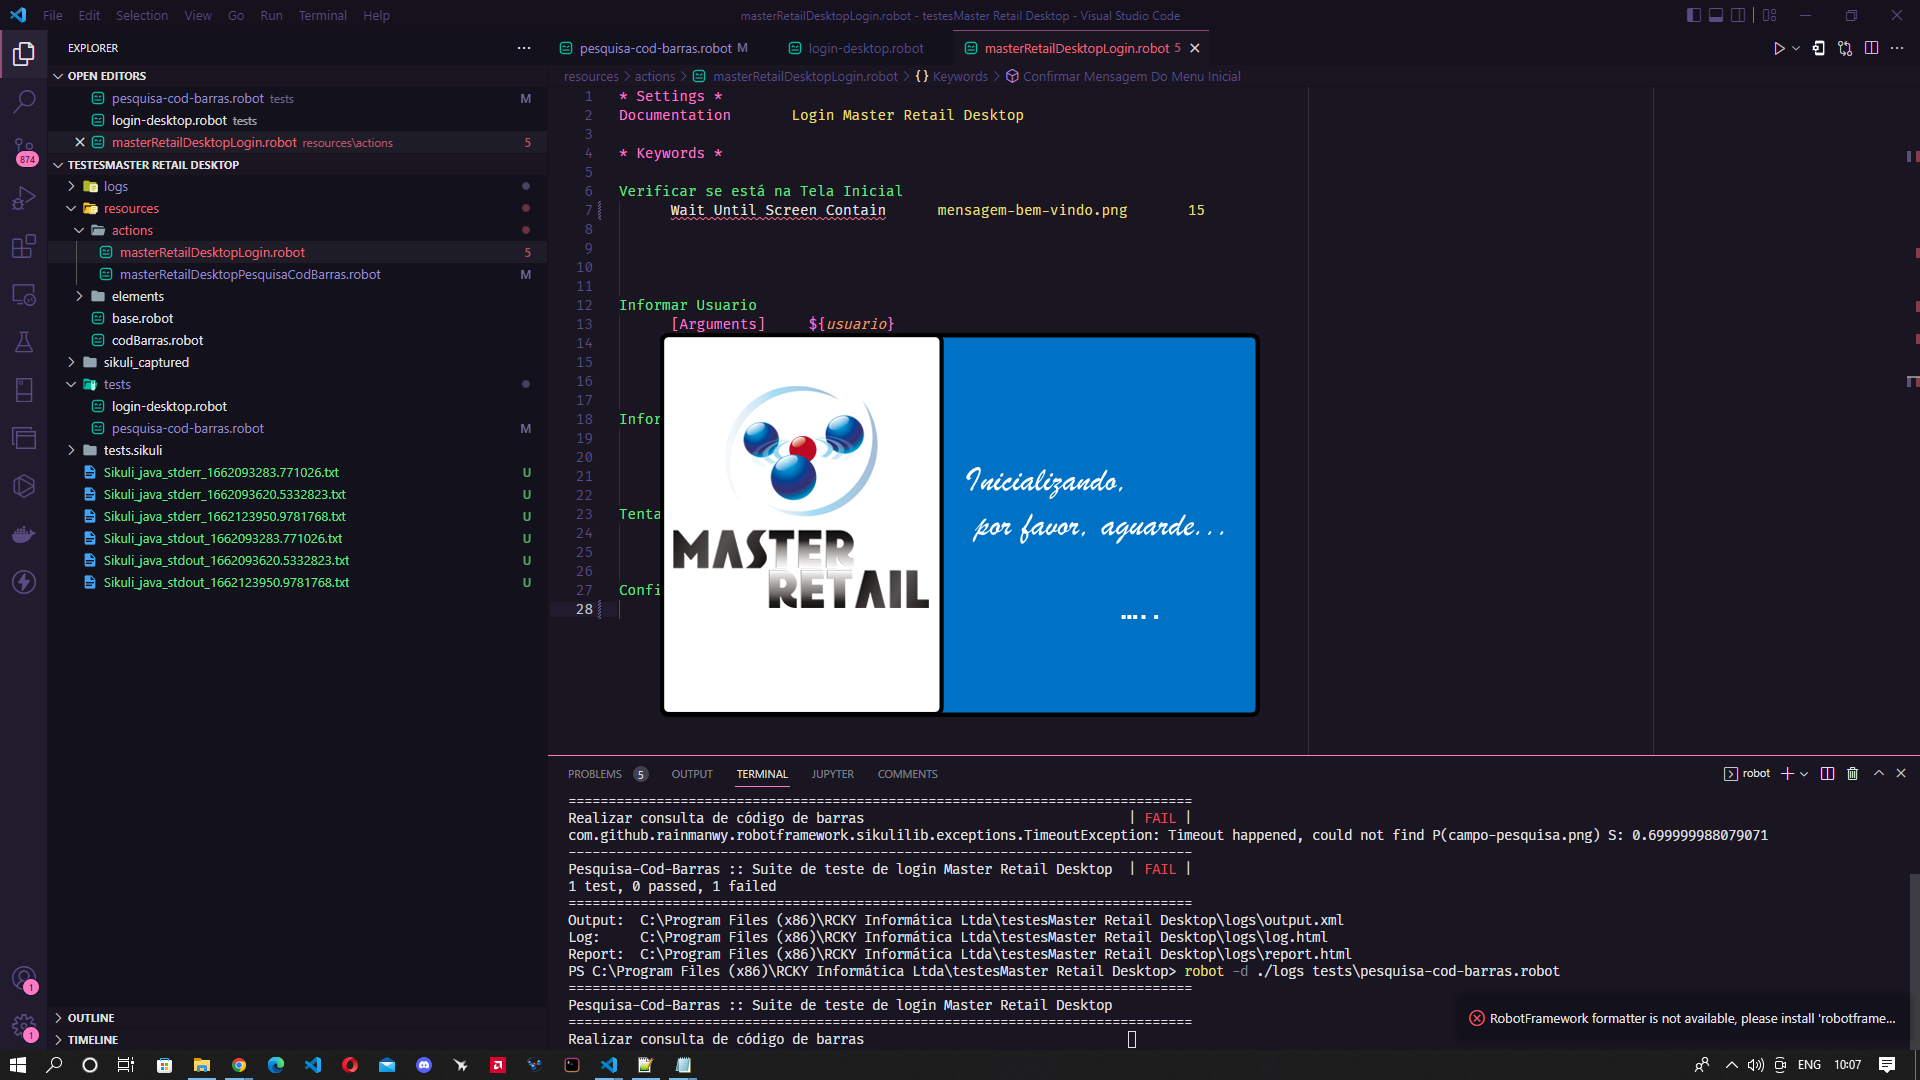 File Edit Selection View Go Run Terminal Help
masterRetailDesktopLogin.robot - testesMaster Retail Desktop - Visual Studio Code
EXPLORER
OPEN EDITORS
pesquisa-cod-barras.robot tests M
login-desktop.robot tests
masterRetailDesktopLogin.robot resources\actions 5
874
TESTESMASTER RETAIL DESKTOP
logs
resources
actions
masterRetailDesktopLogin.robot 5
masterRetailDesktopPesquisaCodBarras.robot M
elements
base.robot
codBarras.robot
sikuli_captured
tests
login-desktop.robot
pesquisa-cod-barras.robot M
tests.sikuli
Sikuli_java_stderr_1662093283.771026.txt U
Sikuli_java_stderr_1662093620.5332823.txt U
Sikuli_java_stderr_1662123950.9781768.txt U
Sikuli_java_stdout_1662093283.771026.txt U
Sikuli_java_stdout_1662093620.5332823.txt U
Sikuli_java_stdout_1662123950.9781768.txt U
1
1
OUTLINE
TIMELINE
pesquisa-cod-barras.robot M login-desktop.robot masterRetailDesktopLogin.robot 5
resources > actions > masterRetailDesktopLogin.robot > {} Keywords > Confirmar Mensagem Do Menu Inicial
1 * Settings *
2 Documentation Login Master Retail Desktop
3
4 * Keywords *
5
6 Verificar se está na Tela Inicial
7 Wait Until Screen Contain mensagem-bem-vindo.png 15
8
9
10
11
12 Informar Usuario
13 [Arguments] ${usuario}
14
15
16
17
18 Infor
19
20
21
22
23 Tenta
24
25
26
27 Confi
28
MASTER
RETAIL
Inicializando,
por favor, aguarde...
.....
PROBLEMS 5 OUTPUT TERMINAL JUPYTER COMMENTS
robot
==============================================================================
Realizar consulta de código de barras | FAIL |
com.github.rainmanwy.robotframework.sikulilib.exceptions.TimeoutException: Timeout happened, could not find P(campo-pesquisa.png) S: 0.699999988079071
------------------------------------------------------------------------------
Pesquisa-Cod-Barras :: Suite de teste de login Master Retail Desktop | FAIL |
1 test, 0 passed, 1 failed
==============================================================================
Output: C:\Program Files (x86)\RCKY Informática Ltda\testesMaster Retail Desktop\logs\output.xml
Log: C:\Program Files (x86)\RCKY Informática Ltda\testesMaster Retail Desktop\logs\log.html
Report: C:\Program Files (x86)\RCKY Informática Ltda\testesMaster Retail Desktop\logs\report.html
PS C:\Program Files (x86)\RCKY Informática Ltda\testesMaster Retail Desktop> robot -d ./logs tests\pesquisa-cod-barras.robot
==============================================================================
Pesquisa-Cod-Barras :: Suite de teste de login Master Retail Desktop
==============================================================================
Realizar consulta de código de barras
RobotFramework formatter is not available, please install 'robotframe...
ENG 10:07